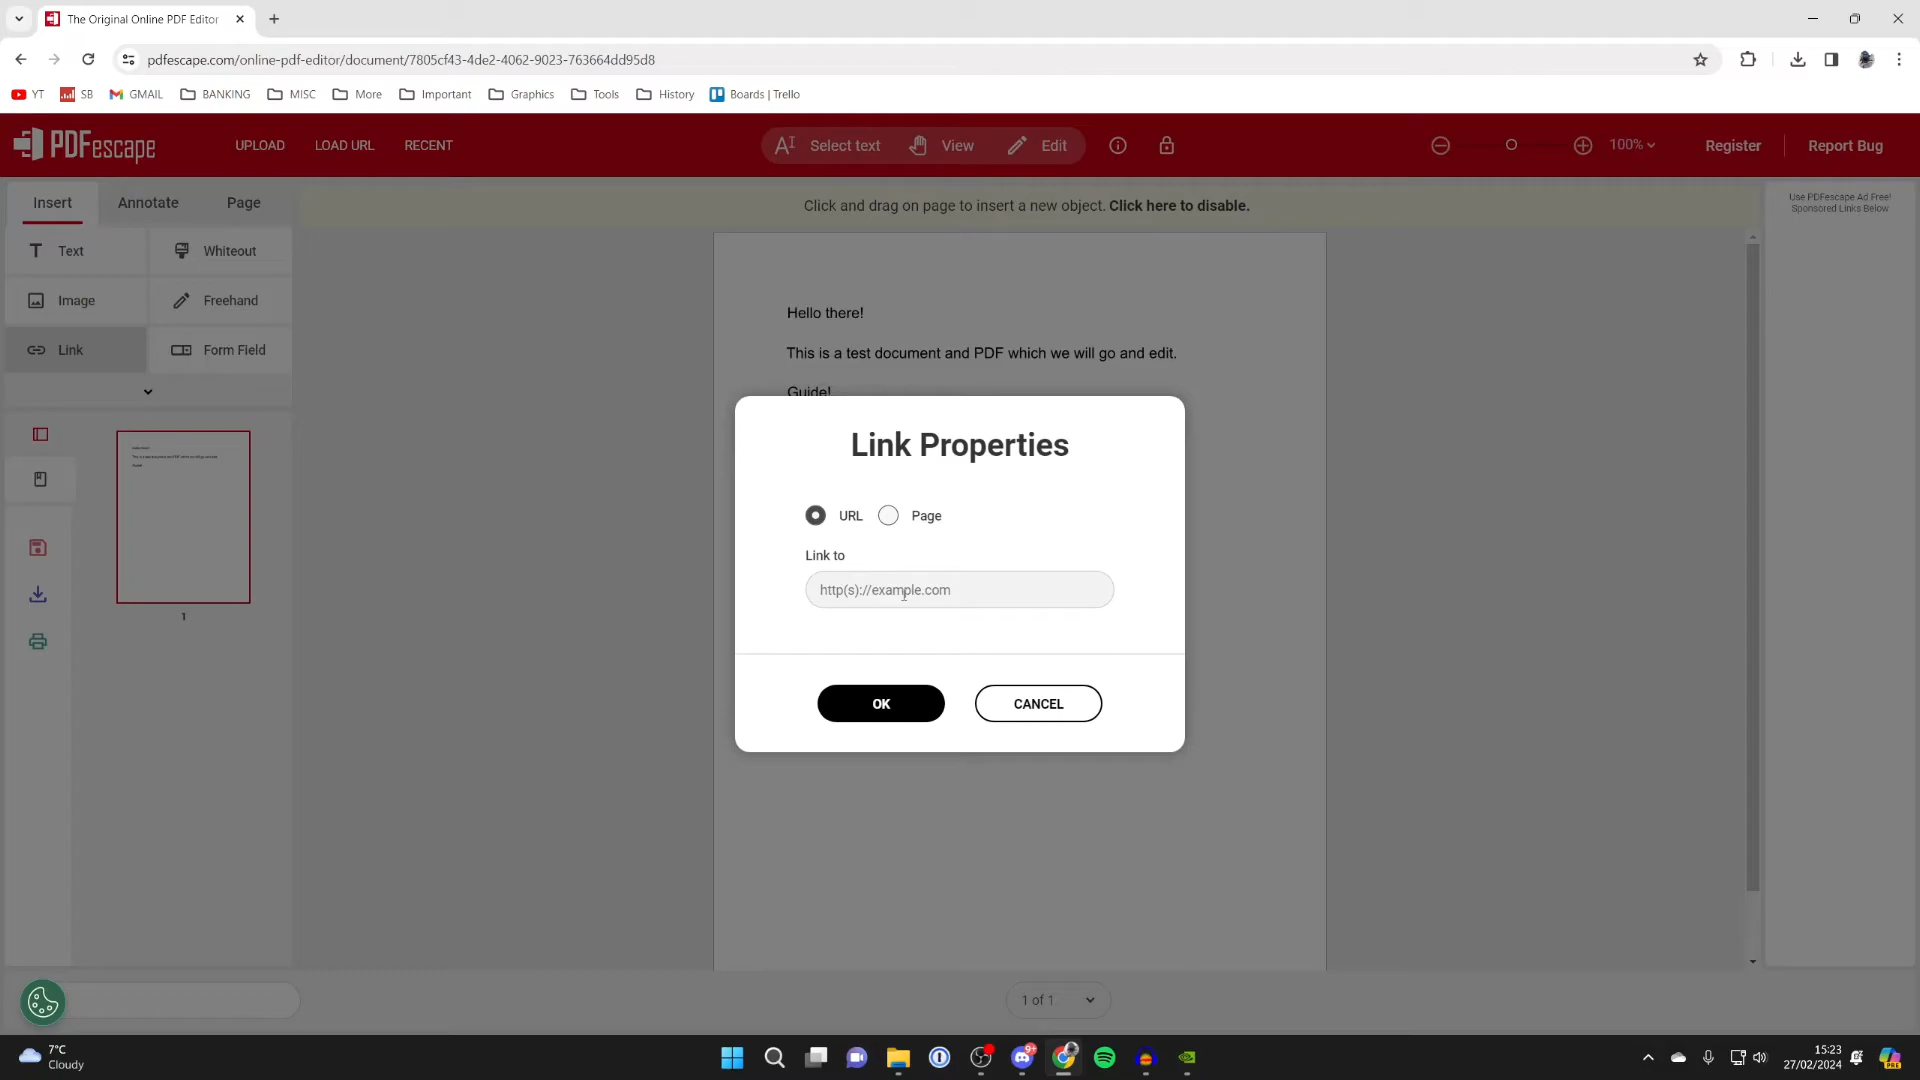 The Original Online PDF Editor
pdfescape.com/online-pdf-editor/document/7805cf43-4de2-4062-9023-763664dd95d8
YT
SB
GMAIL
BANKING
MISC
More
Important
Graphics
Tools
History
Boards | Trello
PDFescape
UPLOAD
LOAD URL
RECENT
Select text
View
Edit
100%
Register
Report Bug
Insert
Annotate
Page
Click and drag on page to insert a new object. Click here to disable.
Use PDFescape Ad Free!
Sponsored Links Below
Text
Whiteout
Image
Freehand
Link
Form Field
Hello there!
This is a test document and PDF which we will go and edit.
Guide!
Link Properties
URL
Page
Link to
http(s)://example.com
OK
CANCEL
1
1 of 1
7°C
Cloudy
9+
15:23
27/02/2024
PRE